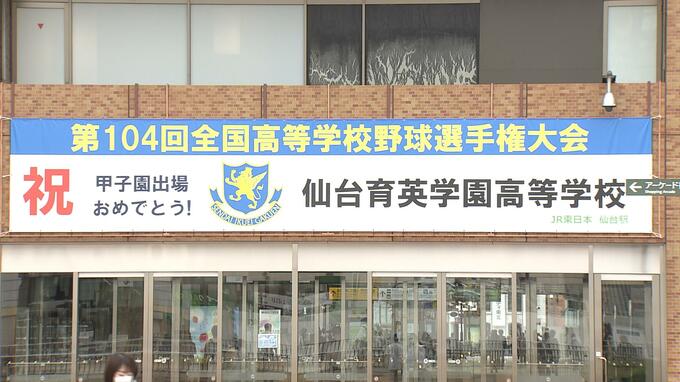 第104回全国高等学校野球選手権大会
祝
甲子園出場
おめでとう!
SENDAI IKUEI GAKUEN
仙台育英学園高等学校
JR東日本 仙台駅
←アーケード